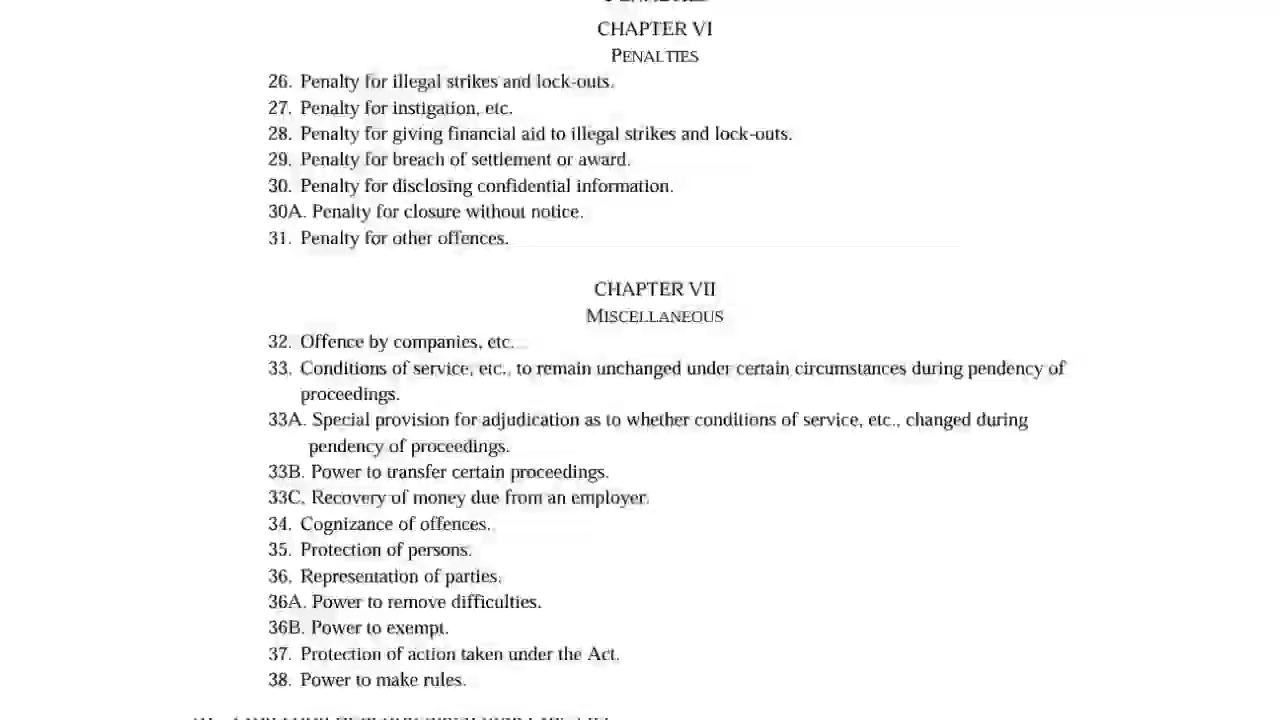 CHAPTER VI
PENALTIES
26. Penalty for illegal strikes and lock-outs.
27. Penalty for instigation, etc.
28. Penalty for giving financial aid to illegal strikes and lock-outs.
29. Penalty for breach of settlement or award.
30. Penalty for disclosing confidential information.
30A. Penalty for closure without notice.
31. Penalty for other offences.
CHAPTER VII
MISCELLANEOUS
32. Offence by companies, etc.
33. Conditions of service, etc., to remain unchanged under certain circumstances during pendency of
proceedings.
33A. Special provision for adjudication as to whether conditions of service, etc., changed during
pendency of proceedings.
33B. Power to transfer certain proceedings.
33C. Recovery of money due from an employer.
34. Cognizance of offences.
35. Protection of persons.
36. Representation of parties.
36A. Power to remove difficulties.
36B. Power to exempt.
37. Protection of action taken under the Act.
38. Power to make rules.